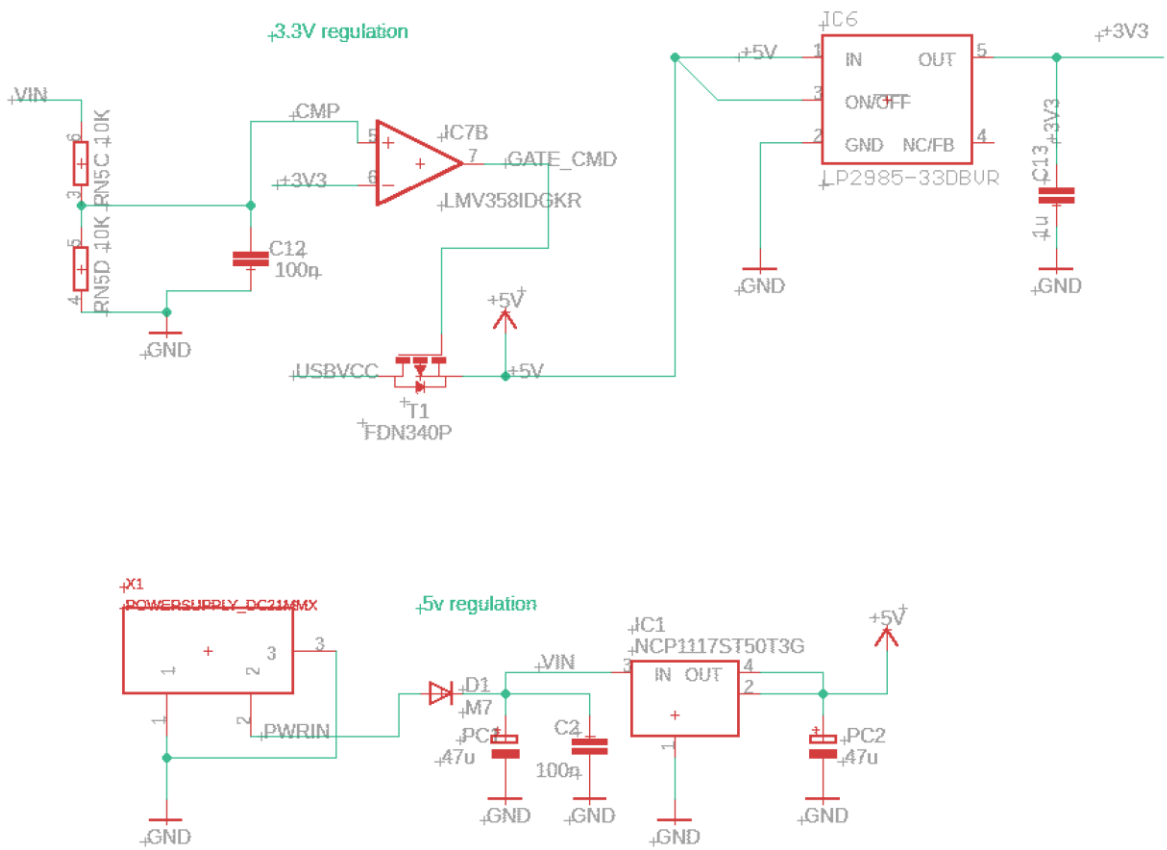 3.3V regulation
VIN
6
10K
RN5C
3
5
10K
RN5D
4
GND
CMP
+3V3
5
6
+
-
7
IC7B
GATE_CMD
LMV358IDGKR
C12
100n
+5V
USBVCC
+5V
T1
FDN340P
IC6
+5V
1
IN
OUT
5
+3V3
3
ON/OFF
2
GND
NC/FB
4
LP2985-33DBVR
GND
+3V3
C13
1u
GND
X1
POWERSUPPLY_DC21MMX
1
2
3
3
1
2
PWRIN
GND
5v regulation
D1
M7
VIN
IC1
NCP1117ST50T3G
3
IN
OUT
4
2
1
+5V
47u
C2
100n
PC2
47u
GND
GND
GND
GND